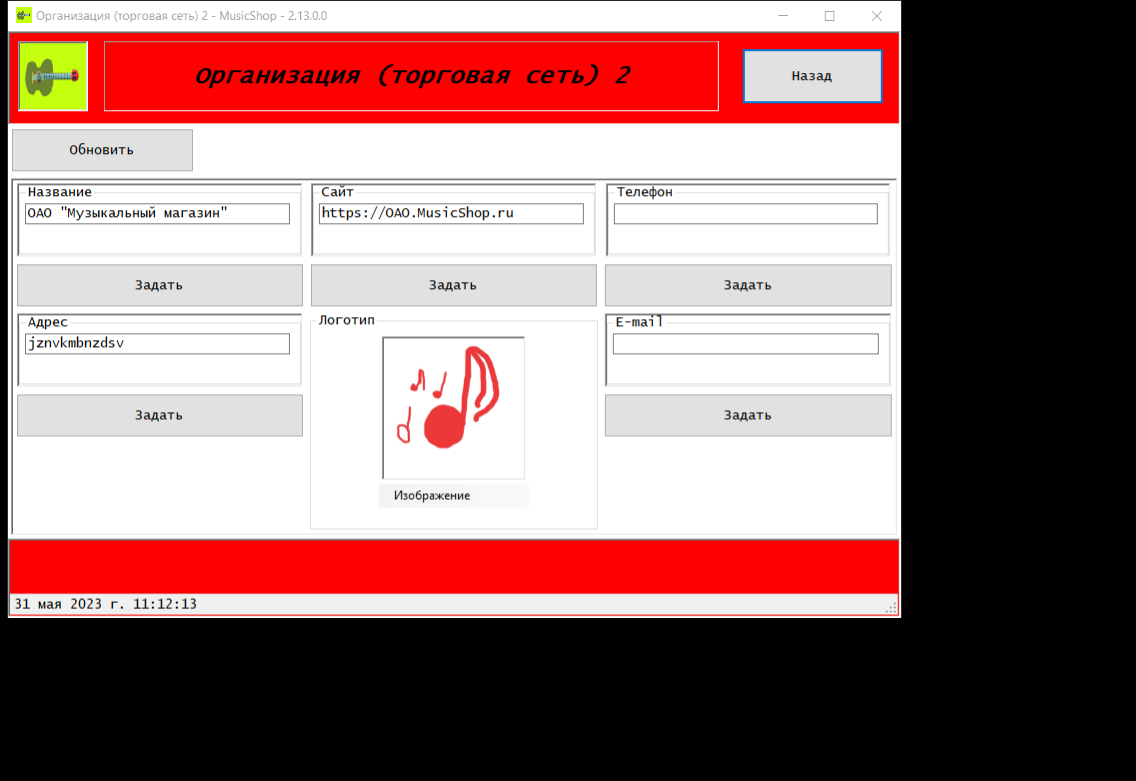 Организация (торговая сеть) 2 - MusicShop - 2.13.0.0
Организация (торговая сеть) 2
Назад
Обновить
Название
Сайт
Телефон
ОАО "Музыкальный магазин"
https://ОАО.MusicShop.ru
Задать
Задать
Задать
Адрес
Логотип
E-mail
jznvkmbnzdsv
Задать
Задать
Изображение
31 мая 2023 г. 11:12:13